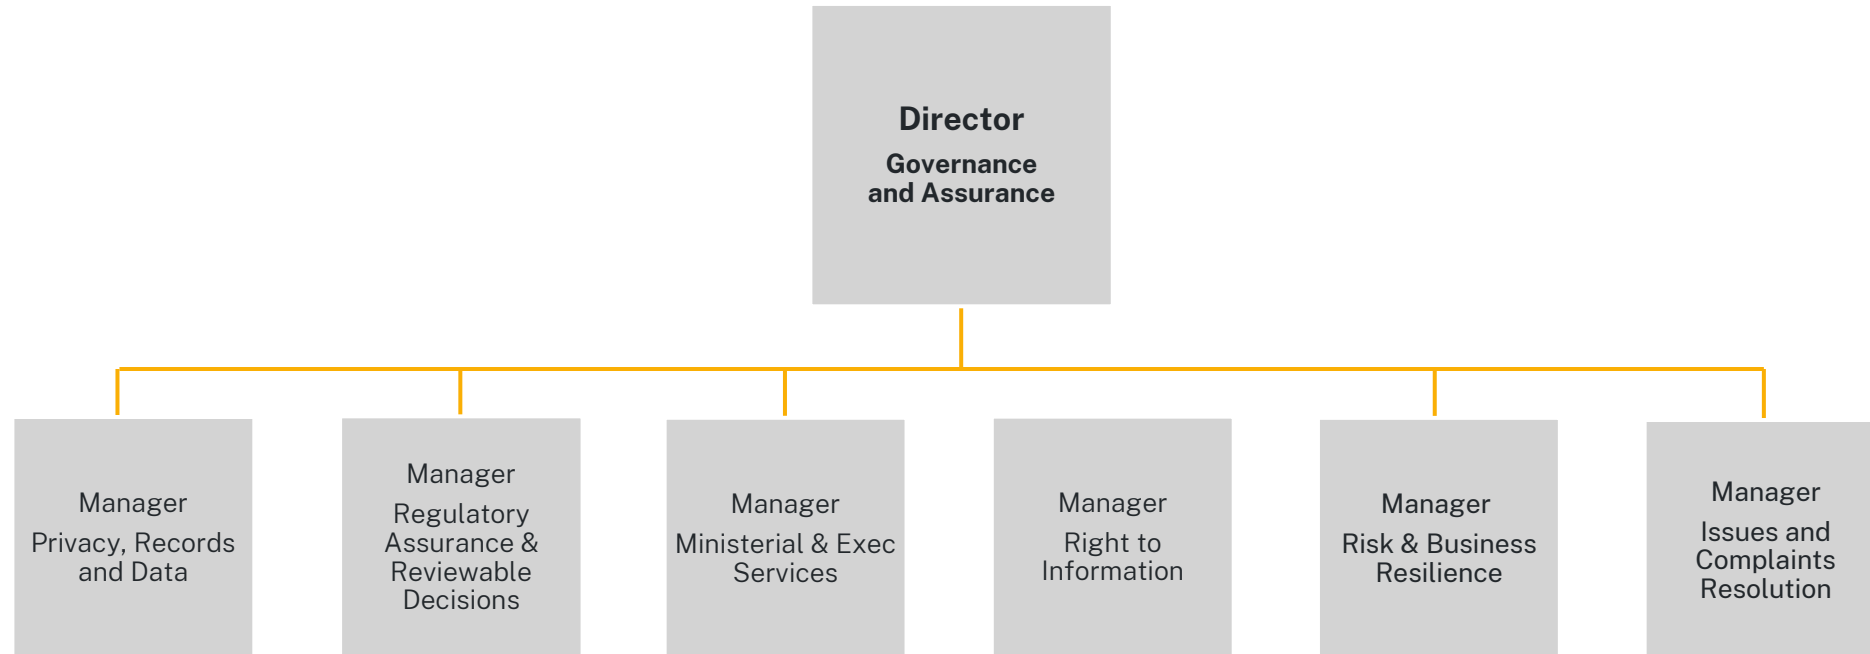 Director
Governance
and Assurance
Manager
Privacy, Records
and Data
Manager
Regulatory
Assurance &
Reviewable
Decisions
Manager
Ministerial & Exec
Services
Manager
Right to
Information
Manager
Risk & Business
Resilience
Manager
Issues and
Complaints
Resolution